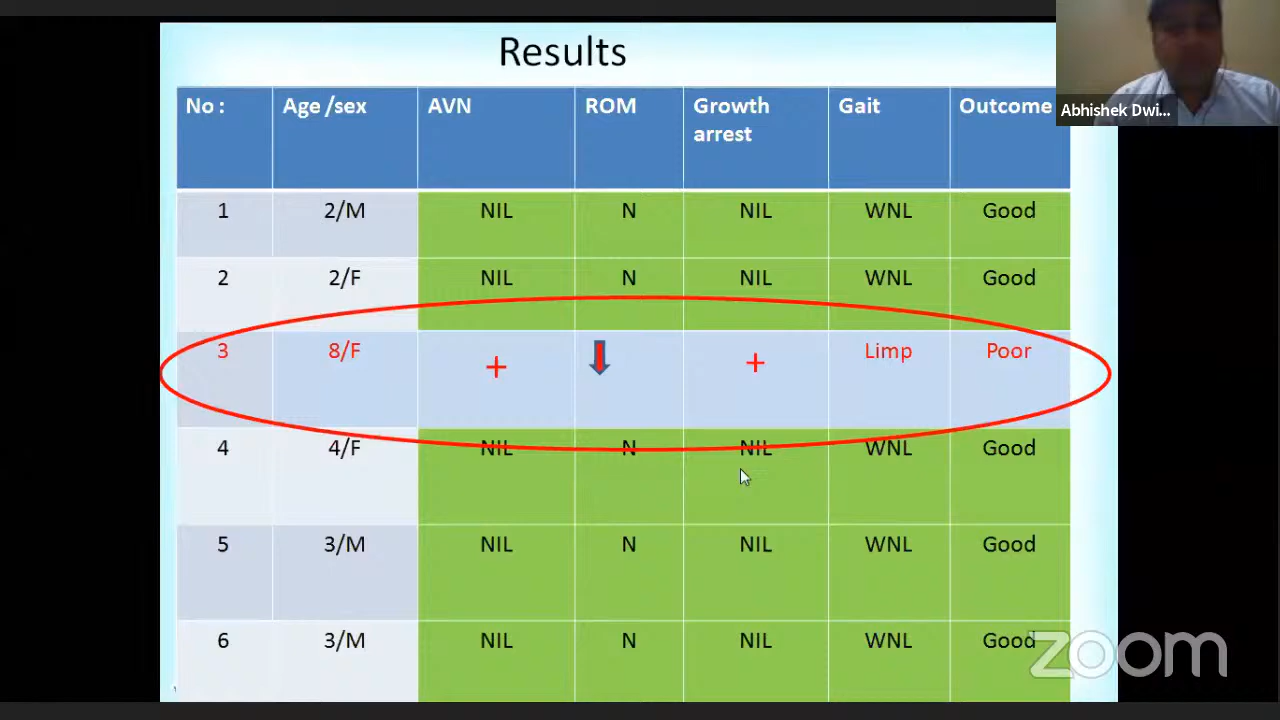 Results
Abhishek Dwi...
No : Age /sex AVN ROM Growth arrest Gait Outcome
1 2/M NIL N NIL WNL Good
2 2/F NIL N NIL WNL Good
3 8/F + + Limp Poor
4 4/F NIL N NIL WNL Good
5 3/M NIL N NIL WNL Good
6 3/M NIL N NIL WNL Good
zoom